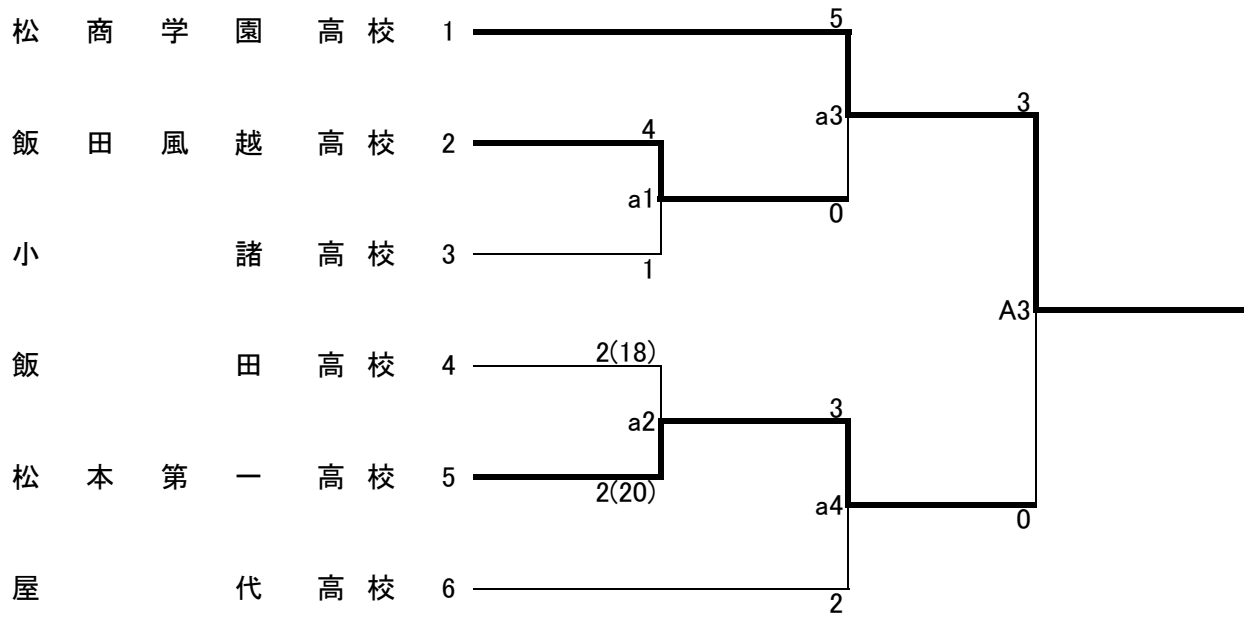 松商学園高校 1
5
a3
3
飯田風越高校 2
4
a1
0
小諸高校 3
1
A3
飯田高校 4
2(18)
a2
3
松本第一高校 5
2(20)
a4
0
屋代高校 6
2